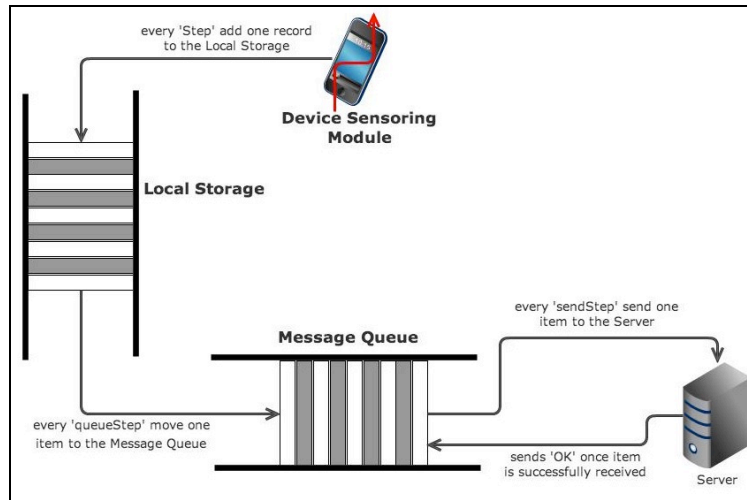 every 'Step' add one record
to the Local Storage
Device Sensoring
Module
Local Storage
every 'sendStep' send one
item to the Server
Message Queue
every 'queueStep' move one
item to the Message Queue
sends 'OK' once item
is successfully received
Server